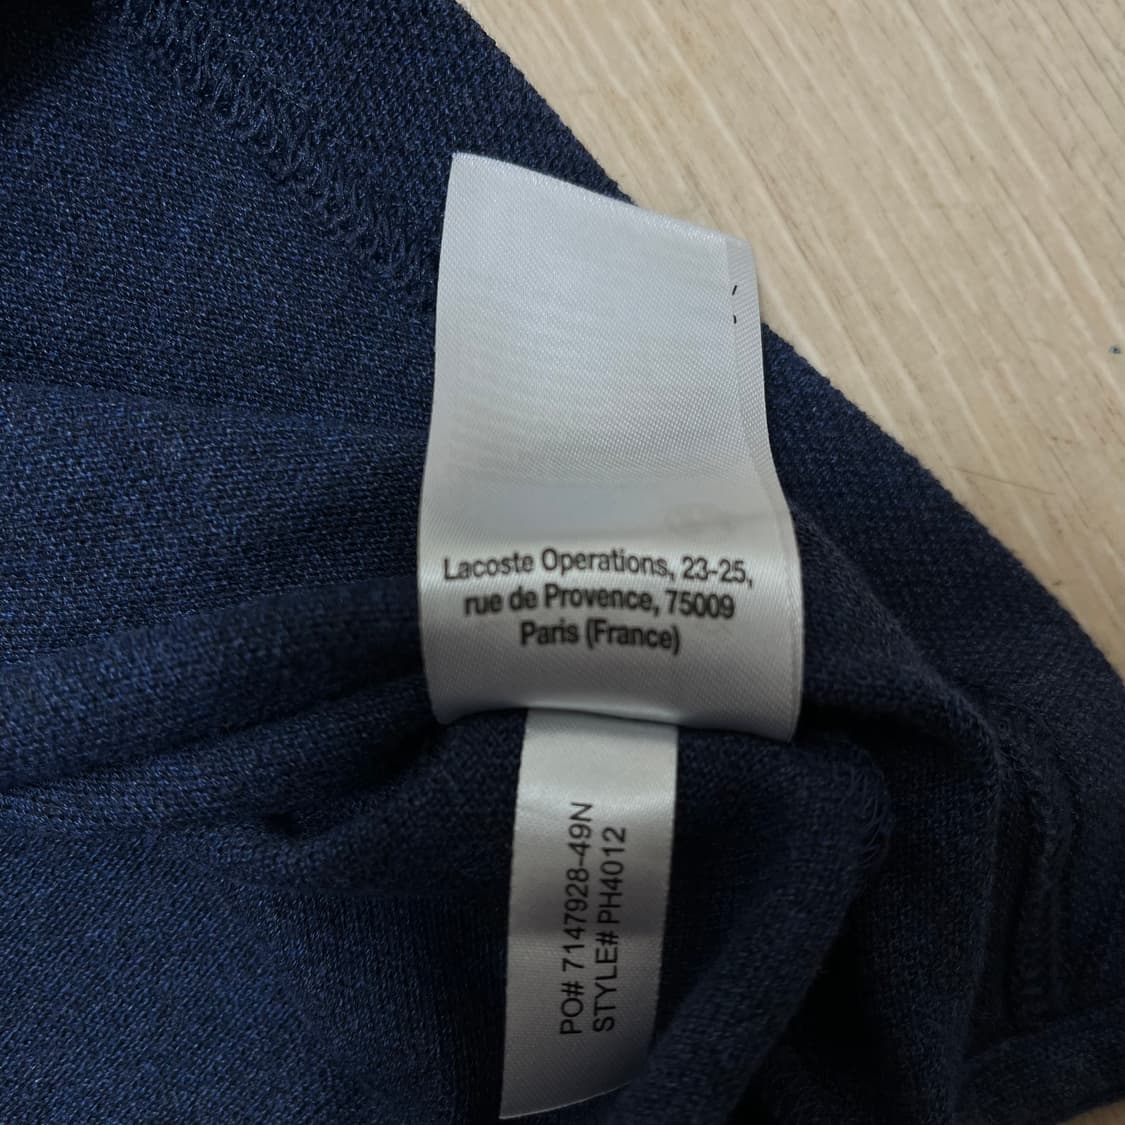 Lacoste Operations, 23-25,
rue de Provence, 75009
Paris (France)
PO# 7147928-49N
STYLE# PH4012